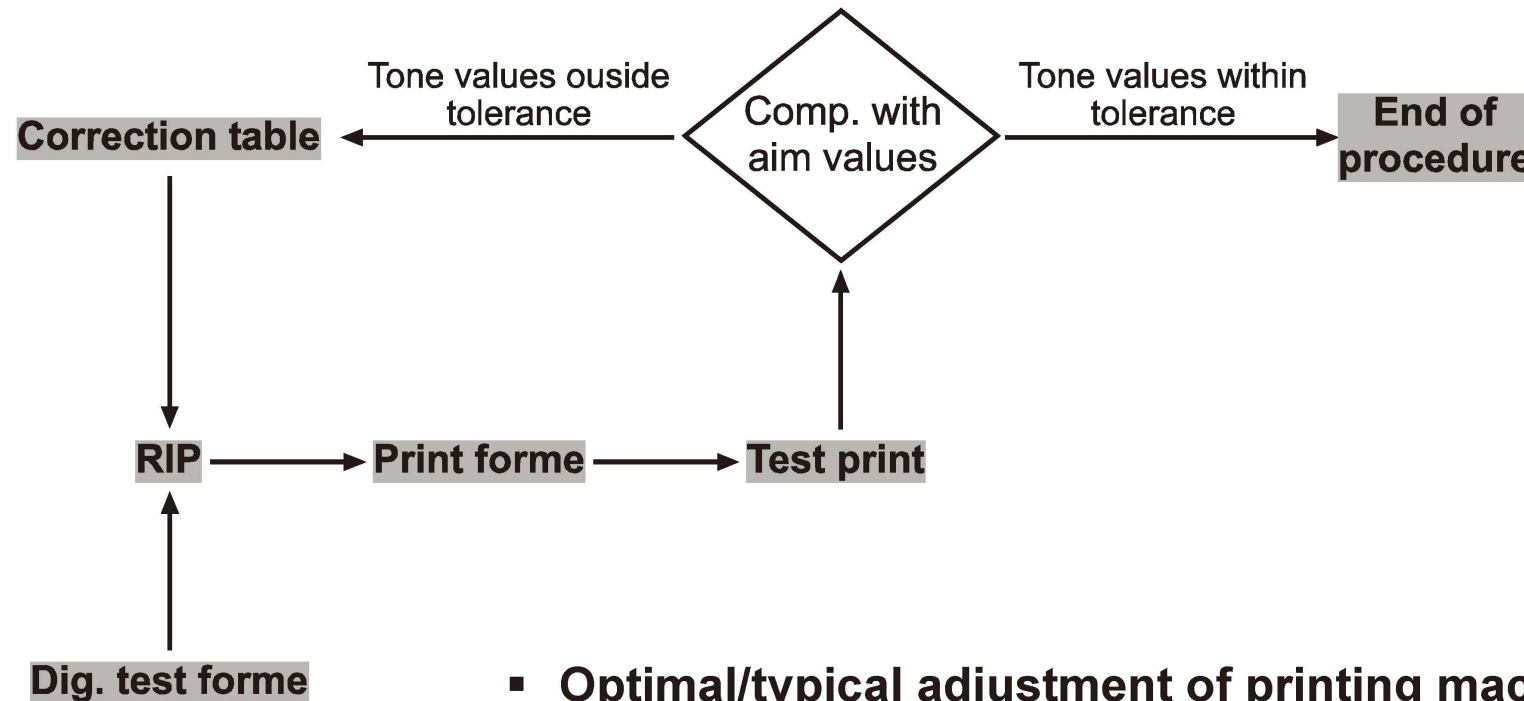 Tone values ouside
tolerance
Comp. with
aim values
Tone values within
tolerance
End of
procedure
Correction table
RIP
Print forme
Test print
Dig. test forme
▪ Optimal/typical adjustment of printing mac